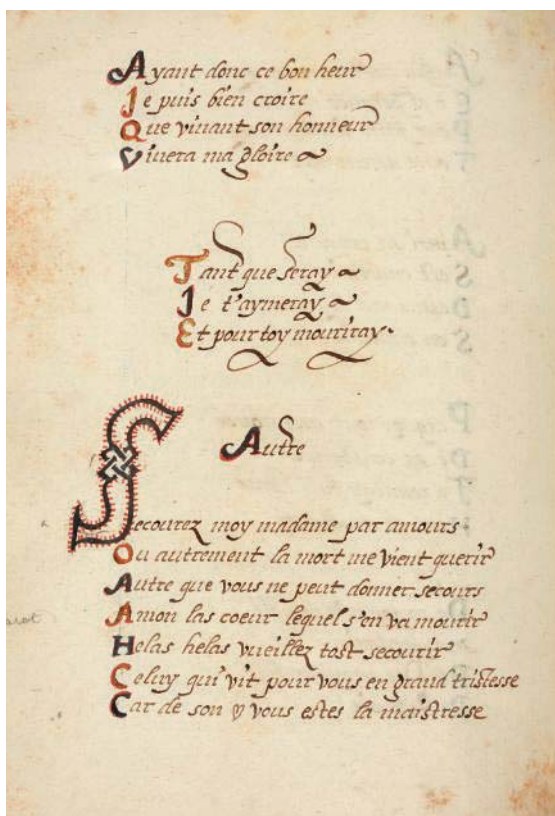 Ayant donc ce bon heur
Je puis bien croire
Que vivant son honneur
Vivera ma gloire
Tant que seray
Je t'aymeray
Et pour toy mouriray.
Autre
Secourez moy madame par amours
Ou autrement la mort me vient querir
Autre que vous ne peut donner secours
A mon las coeur lequel s'en va mourir
Helas helas vueillez tost secourir
Celuy qui vit pour vous en grand tristesse
Car de son vous estes la maistresse